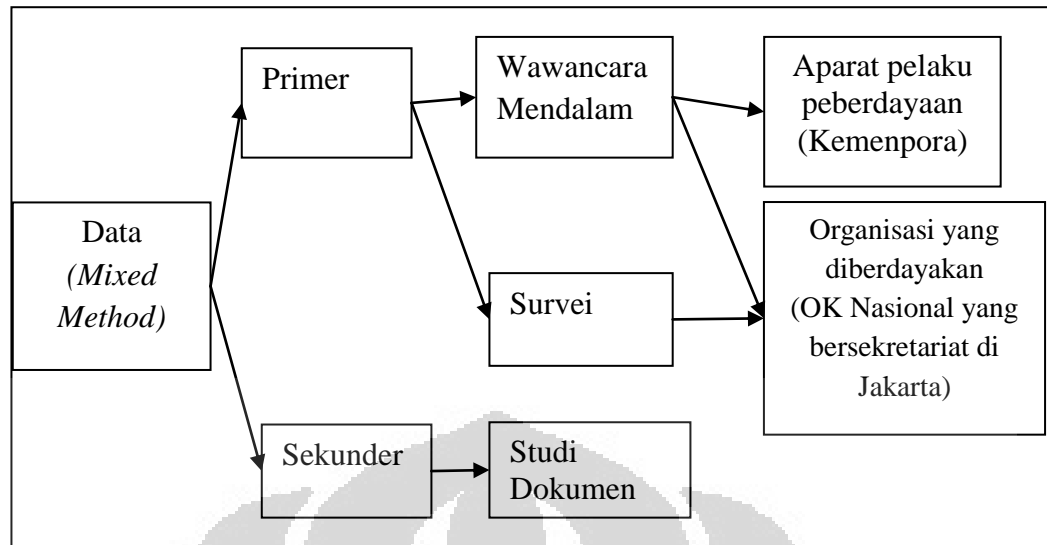 Data
(Mixed
Method)
Primer
Wawancara
Mendalam
Aparat pelaku
peberdayaan
(Kemenpora)
Survei
Organisasi yang
diberdayakan
(OK Nasional yang
bersekretariat di
Jakarta)
Sekunder
Studi
Dokumen